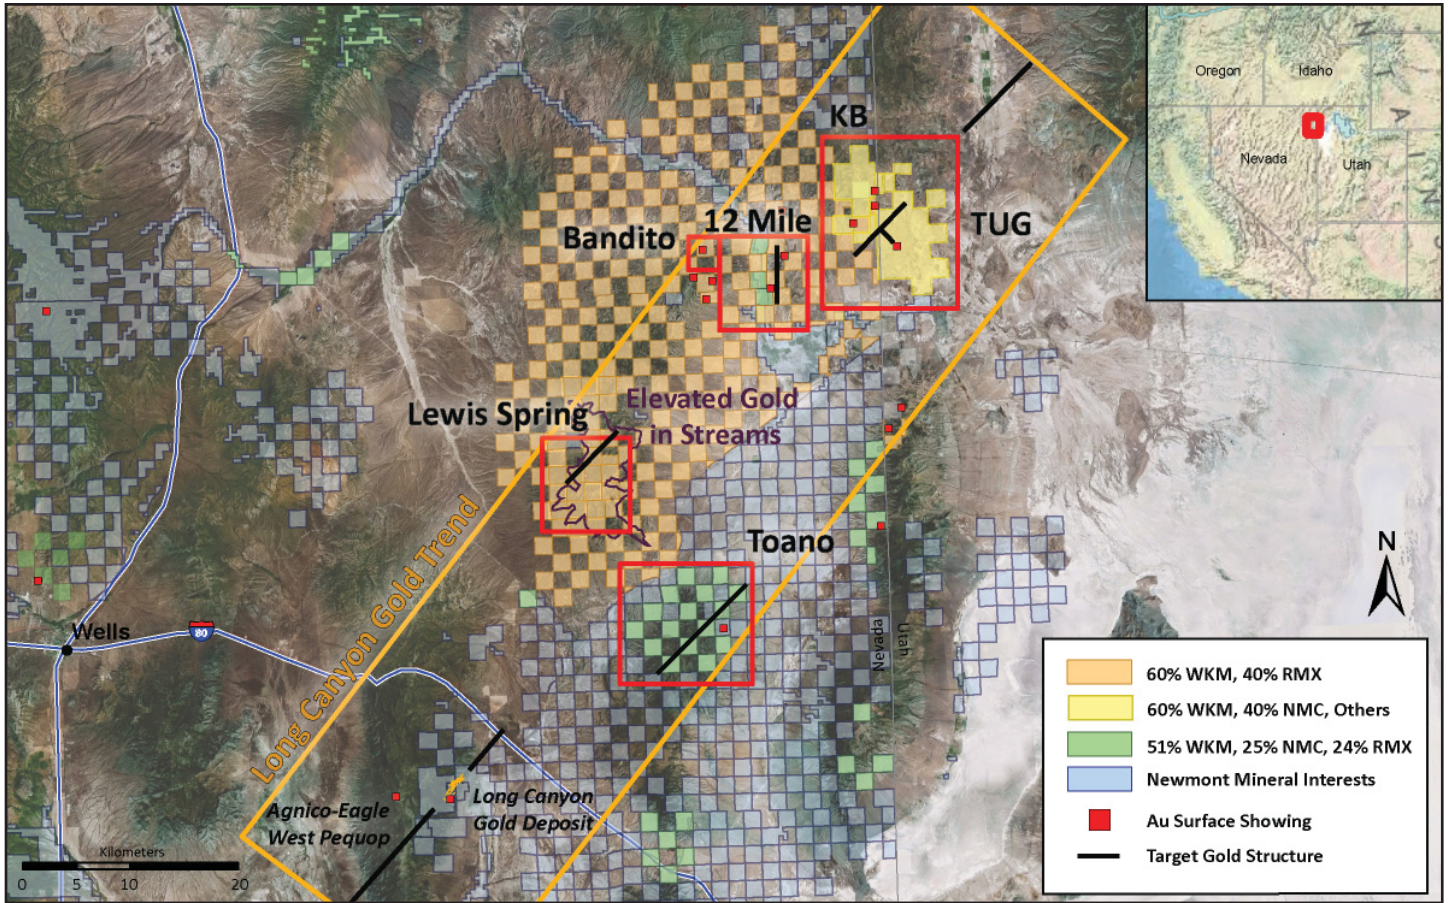 KB
TUG
12 Mile
Bandito
Lewis Spring
Elevated Gold
in Streams
Toano
Long Canyon Gold Trend
Wells
80
Nevada
Utah
Agnico-Eagle
West Pequop
Long Canyon
Gold Deposit
Kilometers
0 5 10 20
Oregon
Idaho
Nevada
Utah
N
60% WKM, 40% RMX
60% WKM, 40% NMC, Others
51% WKM, 25% NMC, 24% RMX
Newmont Mineral Interests
Au Surface Showing
Target Gold Structure